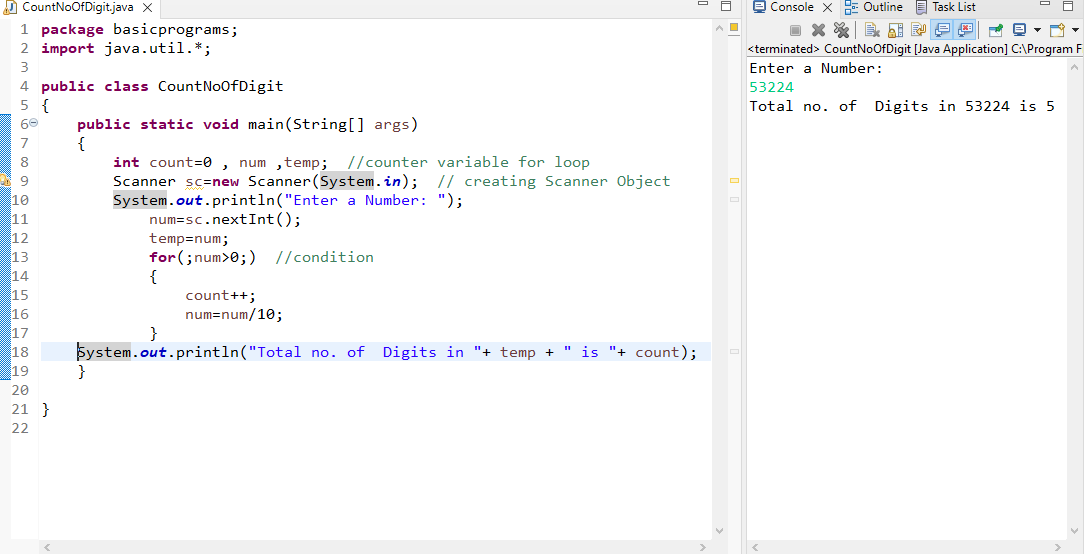 CountNoOfDigit.java
1 package basicprograms;
2 import java.util.*;
3
4 public class CountNoOfDigit
5 {
6 public static void main(String[] args)
7 {
8 int count=0 , num ,temp;  //counter variable for loop
9 Scanner sc=new Scanner(System.in);  // creating Scanner Object
10 System.out.println("Enter a Number: ");
11 num=sc.nextInt();
12 temp=num;
13 for(;num>0;)  //condition
14 {
15 count++;
16 num=num/10;
17 }
18 System.out.println("Total no. of  Digits in "+ temp + " is "+ count);
19 }
20
21 }
22
Console Outline Task List
<terminated> CountNoOfDigit [Java Application] C:\Program F
Enter a Number:
53224
Total no. of  Digits in 53224 is 5